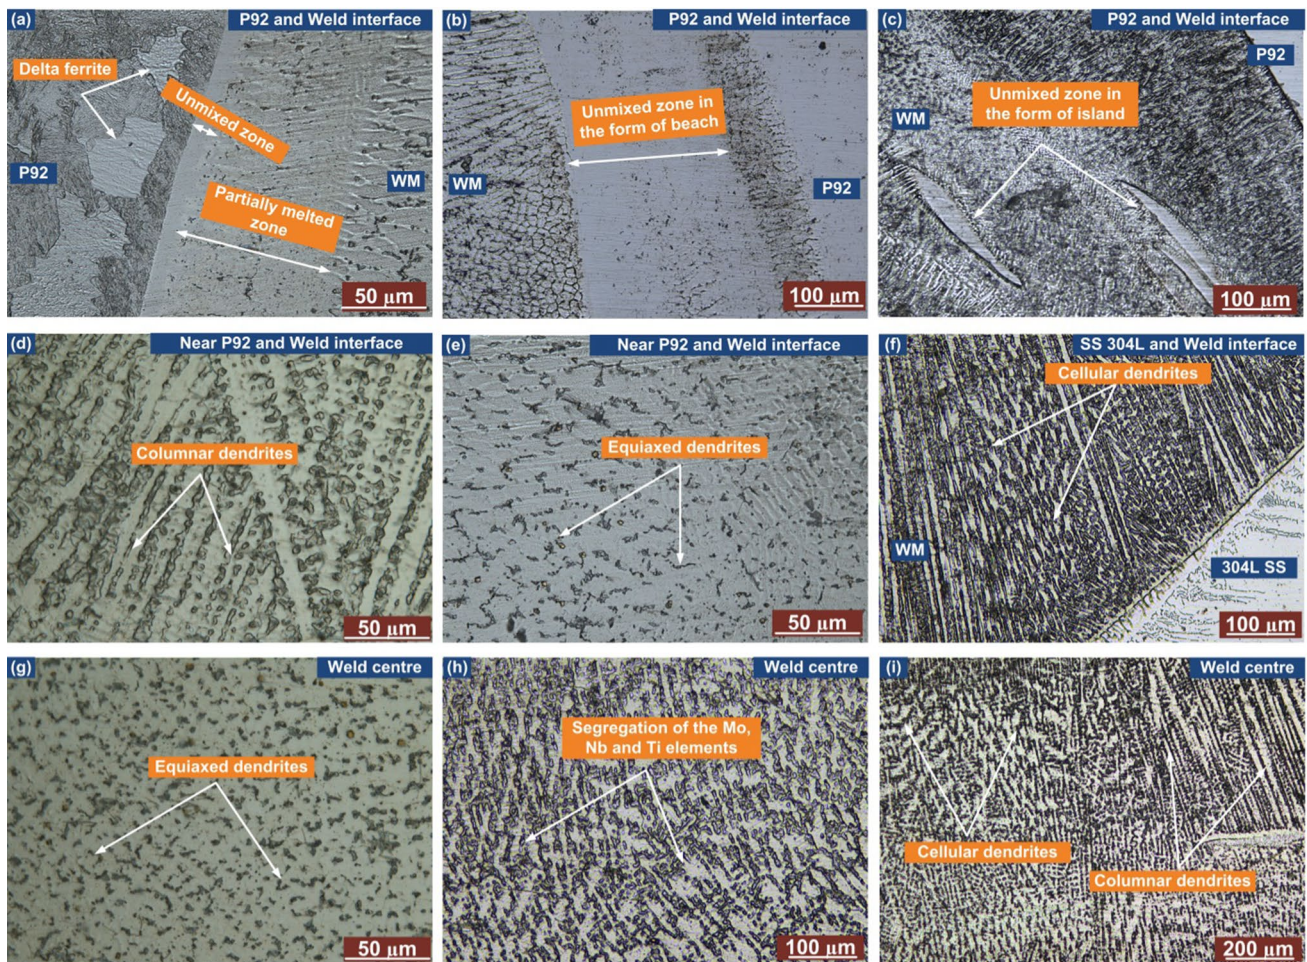 (a)
P92 and Weld interface
Delta ferrite
Unmixed zone
P92
WM
Partially melted
zone
50 μm
(b)
P92 and Weld interface
Unmixed zone in
the form of beach
WM
P92
100 μm
(c)
P92 and Weld interface
P92
Unmixed zone in
the form of island
WM
100 μm
(d)
Near P92 and Weld interface
Columnar dendrites
50 μm
(e)
Near P92 and Weld interface
Equiaxed dendrites
50 μm
(f)
SS 304L and Weld interface
Cellular dendrites
WM
304L SS
100 μm
(g)
Weld centre
Equiaxed dendrites
50 μm
(h)
Weld centre
Segregation of the Mo,
Nb and Ti elements
100 μm
(i)
Weld centre
Cellular dendrites
Columnar dendrites
200 μm